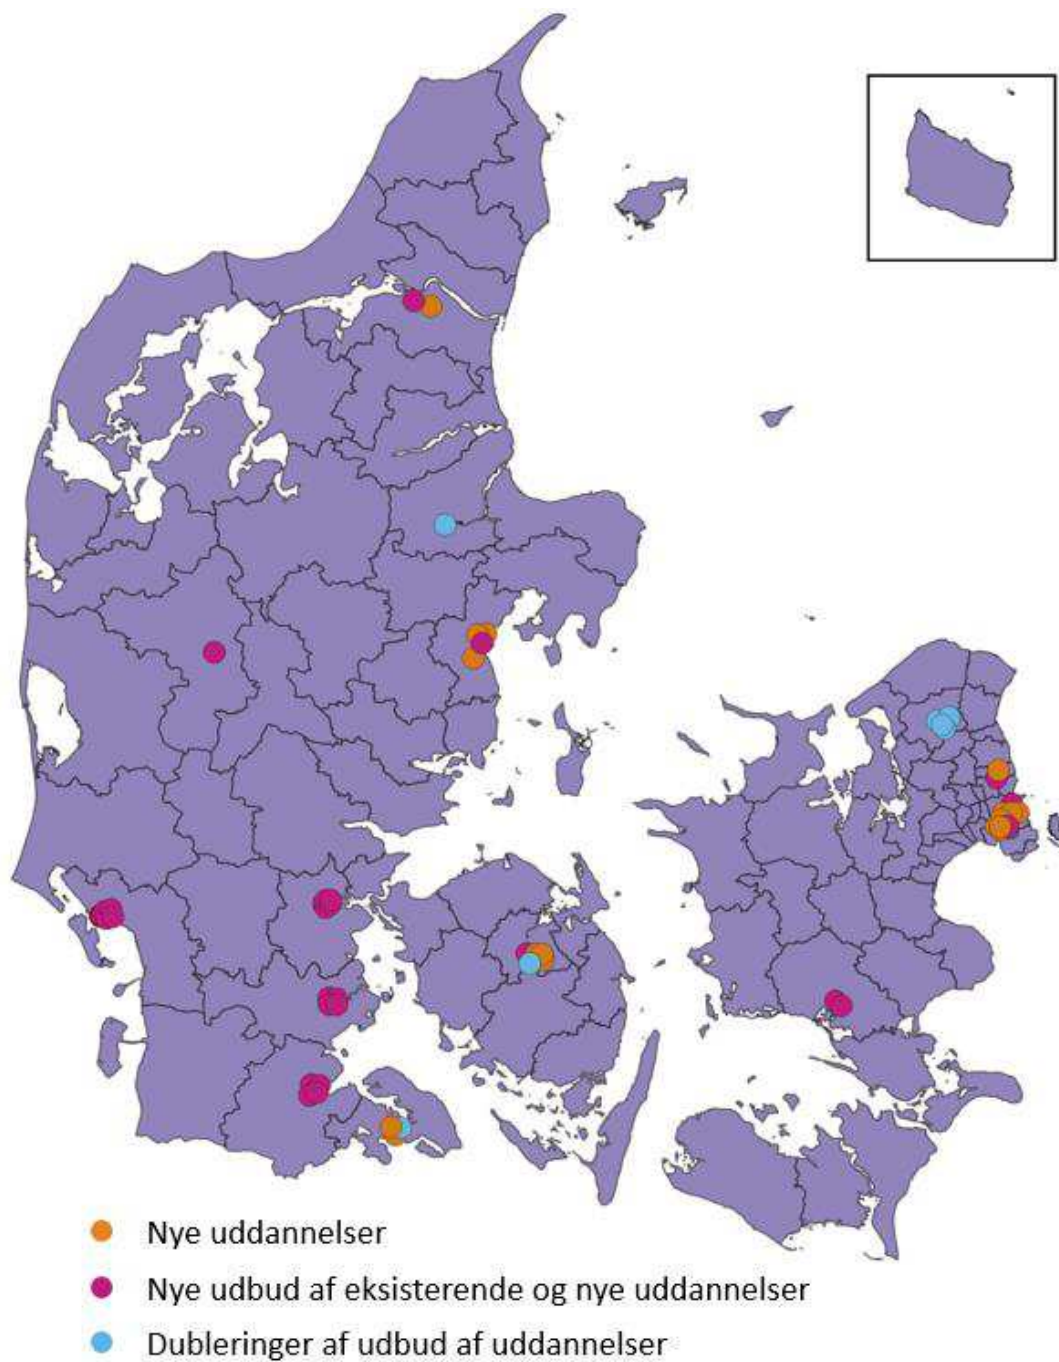 Nye uddannelser
Nye udbud af eksisterende og nye uddannelser
Dubleringer af udbud af uddannelser